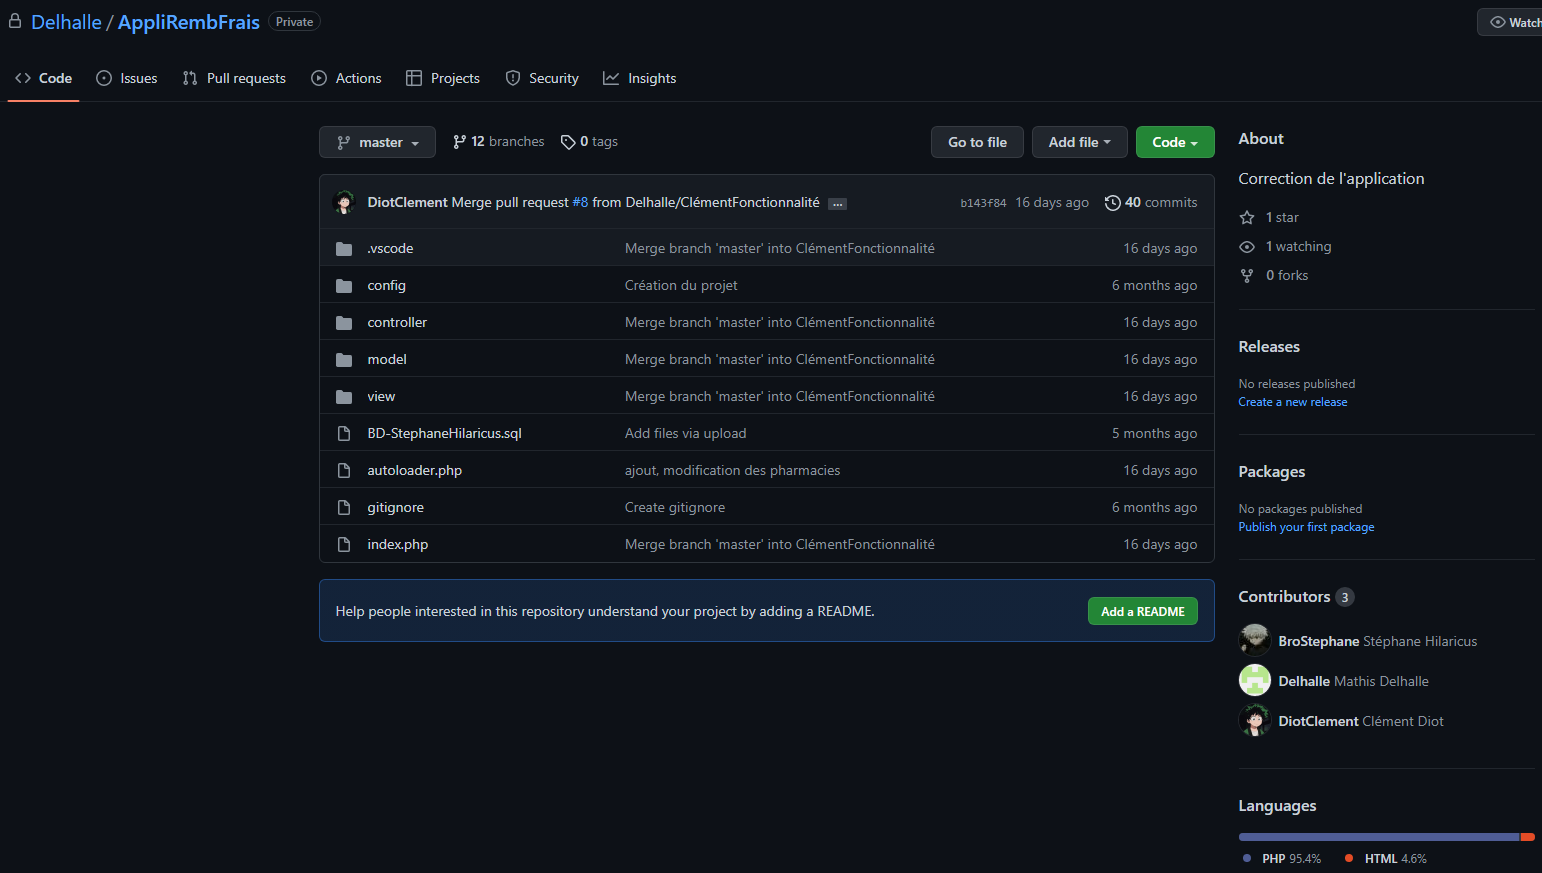 Delhalle / AppliRembFrais Private
Watch
Code Issues Pull requests Actions Projects Security Insights
master 12 branches 0 tags Go to file Add file Code
DiotClement Merge pull request #8 from Delhalle/ClémentFonctionnalité ... b143f84 16 days ago 40 commits
.vscode Merge branch 'master' into ClémentFonctionnalité 16 days ago
config Création du projet 6 months ago
controller Merge branch 'master' into ClémentFonctionnalité 16 days ago
model Merge branch 'master' into ClémentFonctionnalité 16 days ago
view Merge branch 'master' into ClémentFonctionnalité 16 days ago
BD-StephaneHilaricus.sql Add files via upload 5 months ago
autoloader.php ajout, modification des pharmacies 16 days ago
gitignore Create gitignore 6 months ago
index.php Merge branch 'master' into ClémentFonctionnalité 16 days ago
Help people interested in this repository understand your project by adding a README. Add a README
About
Correction de l'application
1 star
1 watching
0 forks
Releases
No releases published
Create a new release
Packages
No packages published
Publish your first package
Contributors 3
BroStephane Stéphane Hilaricus
Delhalle Mathis Delhalle
DiotClement Clément Diot
Languages
PHP 95.4% HTML 4.6%